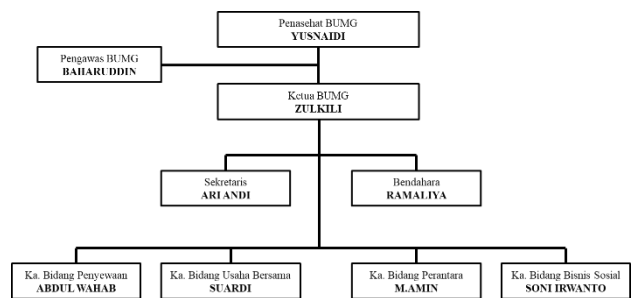 Penasehat BUMG
YUSNAIDI
Pengawas BUMG
BAHARUDDIN
Ketua BUMG
ZULKILI
Sekretaris
ARI ANDI
Bendahara
RAMALIYA
Ka. Bidang Penyewaan
ABDUL WAHAB
Ka. Bidang Usaha Bersama
SUARDI
Ka. Bidang Perantara
M.AMIN
Ka. Bidang Bisnis Sosial
SONI IRWANTO